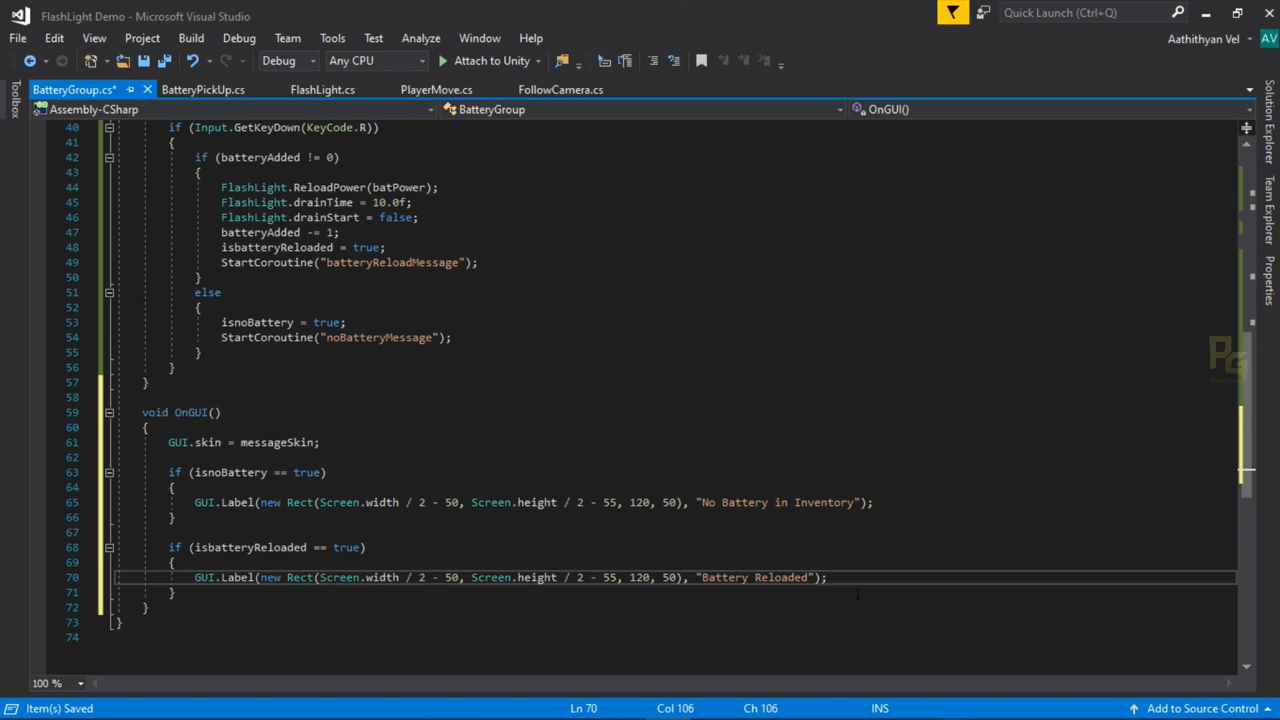 FlashLight Demo - Microsoft Visual Studio
Quick Launch (Ctrl+Q)
File Edit View Project Build Debug Team Tools Test Analyze Window Help
Aathithyan Vel AV
Debug Any CPU Attach to Unity
BatteryGroup.cs* BatteryPickUp.cs FlashLight.cs PlayerMove.cs FollowCamera.cs
Assembly-CSharp BatteryGroup OnGUI()
Toolbox
Solution Explorer
Team Explorer
Properties
40 if (Input.GetKeyDown(KeyCode.R))
41 {
42 if (batteryAdded != 0)
43 {
44 FlashLight.ReloadPower(batPower);
45 FlashLight.drainTime = 10.0f;
46 FlashLight.drainStart = false;
47 batteryAdded -= 1;
48 isbatteryReloaded = true;
49 StartCoroutine("batteryReloadMessage");
50 }
51 else
52 {
53 isnoBattery = true;
54 StartCoroutine("noBatteryMessage");
55 }
56 }
57 }
58
59 void OnGUI()
60 {
61 GUI.skin = messageSkin;
62
63 if (isnoBattery == true)
64 {
65 GUI.Label(new Rect(Screen.width / 2 - 50, Screen.height / 2 - 55, 120, 50), "No Battery in Inventory");
66 }
67
68 if (isbatteryReloaded == true)
69 {
70 GUI.Label(new Rect(Screen.width / 2 - 50, Screen.height / 2 - 55, 120, 50), "Battery Reloaded");
71 }
72 }
73 }
74
PG
100 %
Item(s) Saved Ln 70 Col 106 Ch 106 INS Add to Source Control